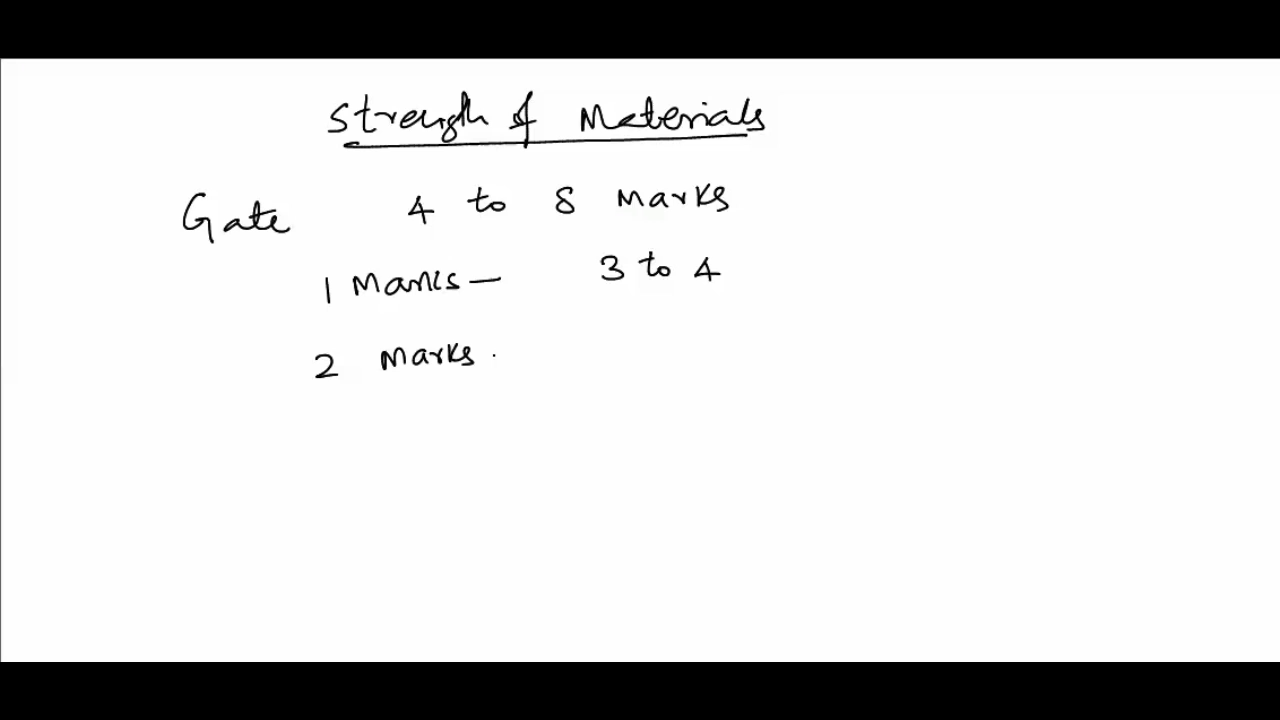 Strength of Materials
Gate 4 to 8 Marks
1 Marks - 3 to 4
2 Marks